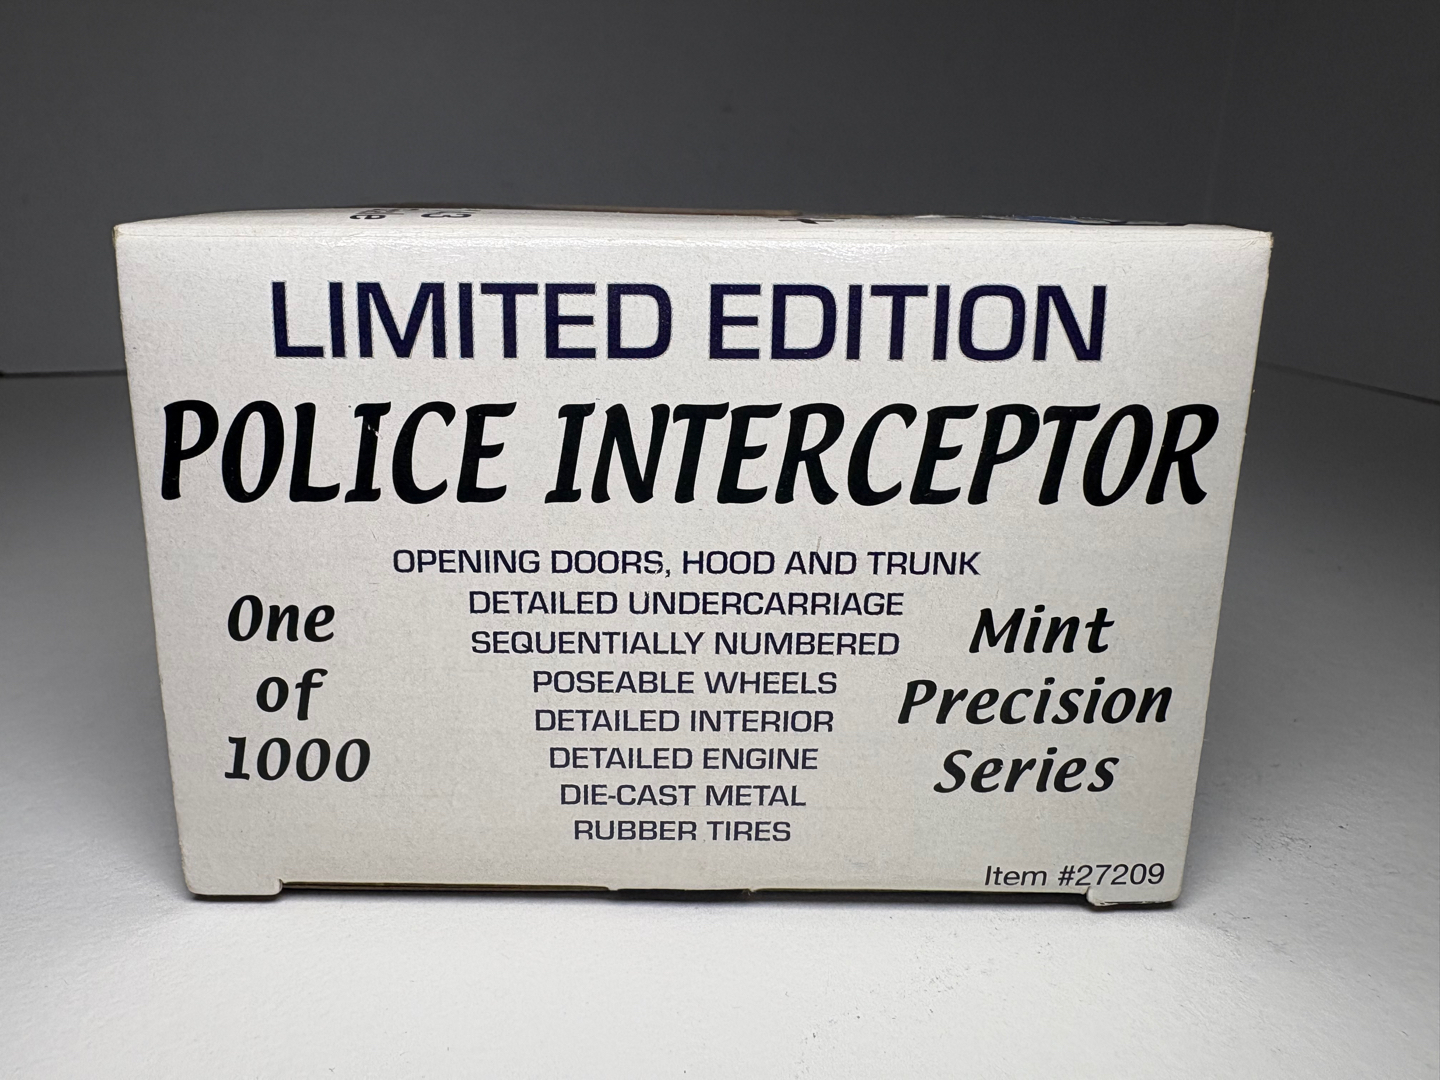 LIMITED EDITION
POLICE INTERCEPTOR
OPENING DOORS, HOOD AND TRUNK
DETAILED UNDERCARRIAGE
SEQUENTIALLY NUMBERED
POSEABLE WHEELS
DETAILED INTERIOR
DETAILED ENGINE
DIE-CAST METAL
RUBBER TIRES
One
of
1000
Mint
Precision
Series
Item #27209